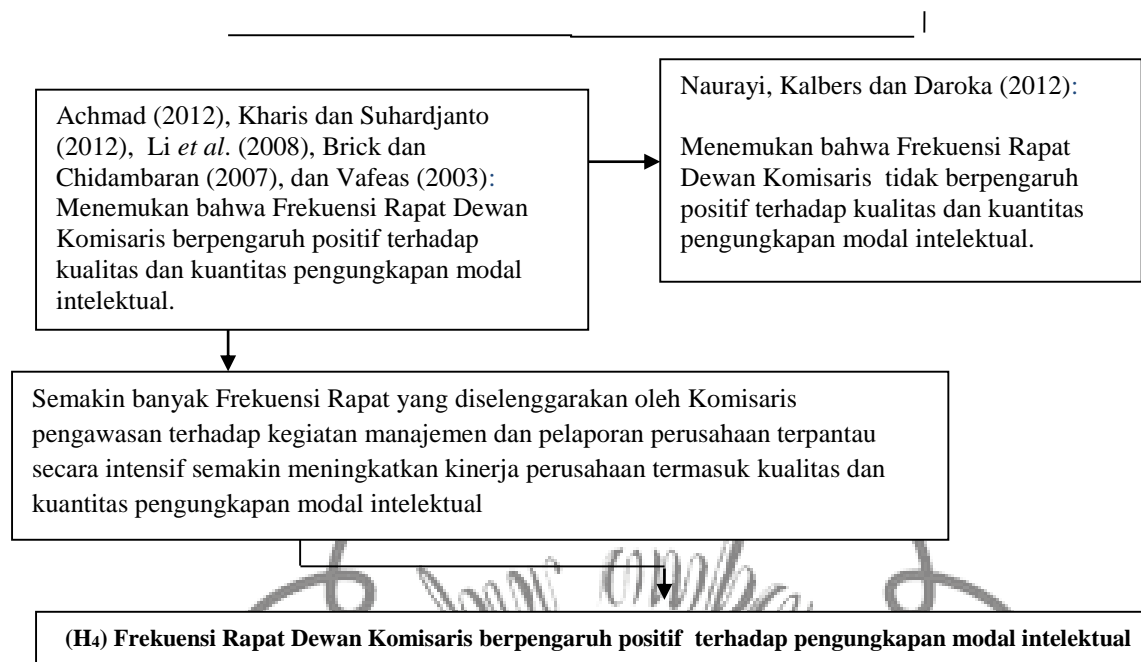 Achmad (2012), Kharis dan Suhardjanto
(2012), Li et al. (2008), Brick dan
Chidambaran (2007), dan Vafeas (2003):
Menemukan bahwa Frekuensi Rapat Dewan
Komisaris berpengaruh positif terhadap
kualitas dan kuantitas pengungkapan modal
intelektual.
Naurayi, Kalbers dan Daroka (2012):
Menemukan bahwa Frekuensi Rapat
Dewan Komisaris tidak berpengaruh
positif terhadap kualitas dan kuantitas
pengungkapan modal intelektual.
Semakin banyak Frekuensi Rapat yang diselenggarakan oleh Komisaris
pengawasan terhadap kegiatan manajemen dan pelaporan perusahaan terpantau
secara intensif semakin meningkatkan kinerja perusahaan termasuk kualitas dan
kuantitas pengungkapan modal intelektual
(H4) Frekuensi Rapat Dewan Komisaris berpengaruh positif terhadap pengungkapan modal intelektual